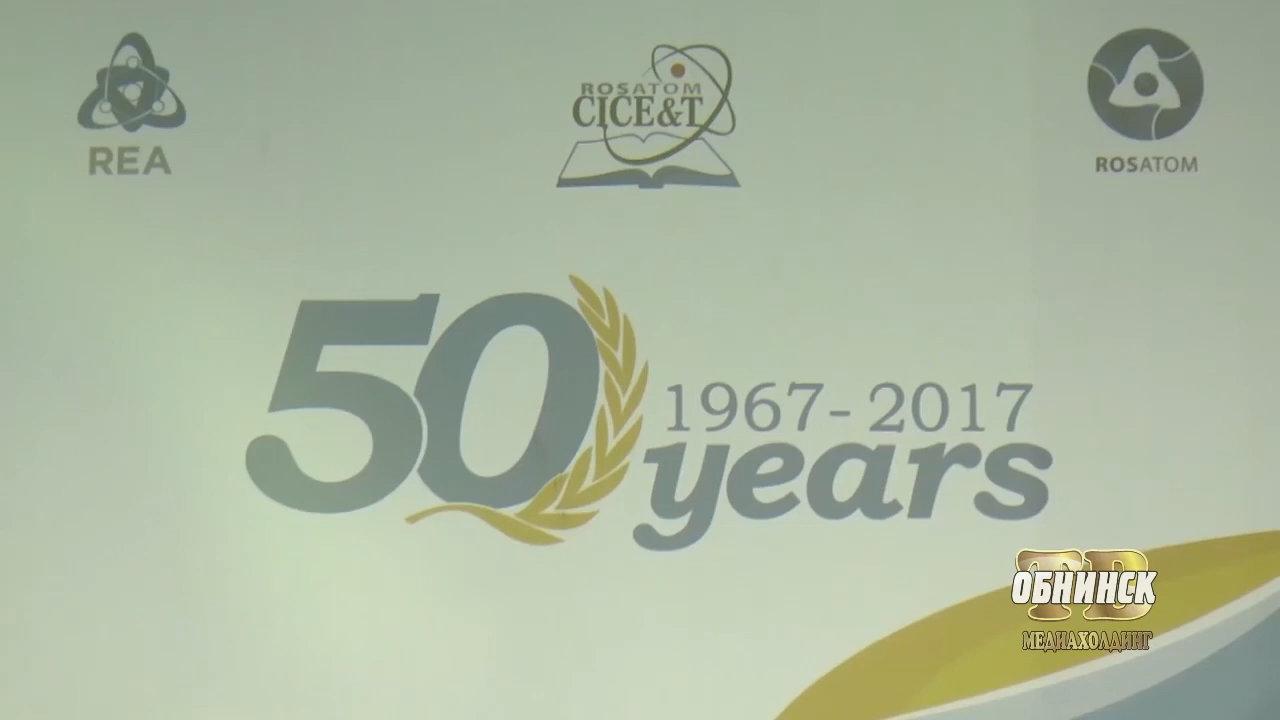 REA
ROSATOM
CICE&T
ROSATOM
50
1967-2017
years
ТВ
ОБНИНСК
МЕДИАХОЛДИНГ